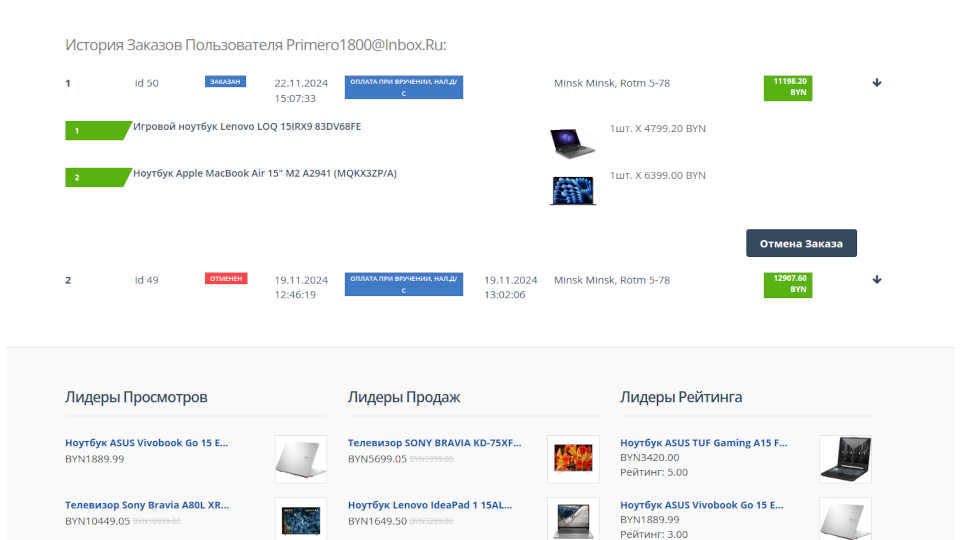 История Заказов Пользователя Primero1800@Inbox.Ru:
1 id 50 ЗАКАЗАН 22.11.2024 15:07:33 ОПЛАТА ПРИ ВРУЧЕНИИ, НАЛ.Д/С Minsk Minsk, Rotm 5-78 11198.20 BYN
1 Игровой ноутбук Lenovo LOQ 15IRX9 83DV68FE 1шт. X 4799.20 BYN
2 Ноутбук Apple MacBook Air 15" M2 A2941 (MQKX3ZP/A) 1шт. X 6399.00 BYN
Отмена Заказа
2 id 49 ОТМЕНЕН 19.11.2024 12:46:19 ОПЛАТА ПРИ ВРУЧЕНИИ, НАЛ.Д/С 19.11.2024 13:02:06 Minsk Minsk, Rotm 5-78 12907.60 BYN
Лидеры Просмотров
Ноутбук ASUS Vivobook Go 15 E...
BYN1889.99
Телевизор Sony Bravia A80L XR...
BYN10449.05 BYN10999.00
Лидеры Продаж
Телевизор SONY BRAVIA KD-75XF...
BYN5699.05 BYN5999.00
Ноутбук Lenovo IdeaPad 1 15AL...
BYN1649.50 BYN3299.00
Лидеры Рейтинга
Ноутбук ASUS TUF Gaming A15 F...
BYN3420.00
Рейтинг: 5.00
Ноутбук ASUS Vivobook Go 15 E...
BYN1889.99
Рейтинг: 3.00